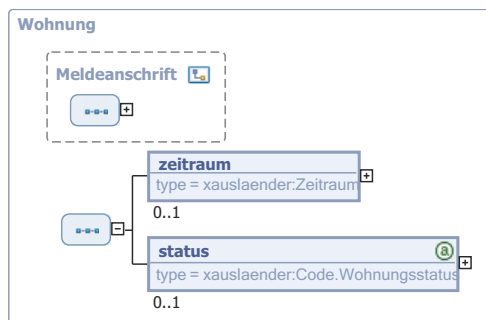 Wohnung
Meldeanschrift
zeitraum
type = xauslaender:Zeitraum
0..1
status
a
type = xauslaender:Code.Wohnungsstatus
0..1